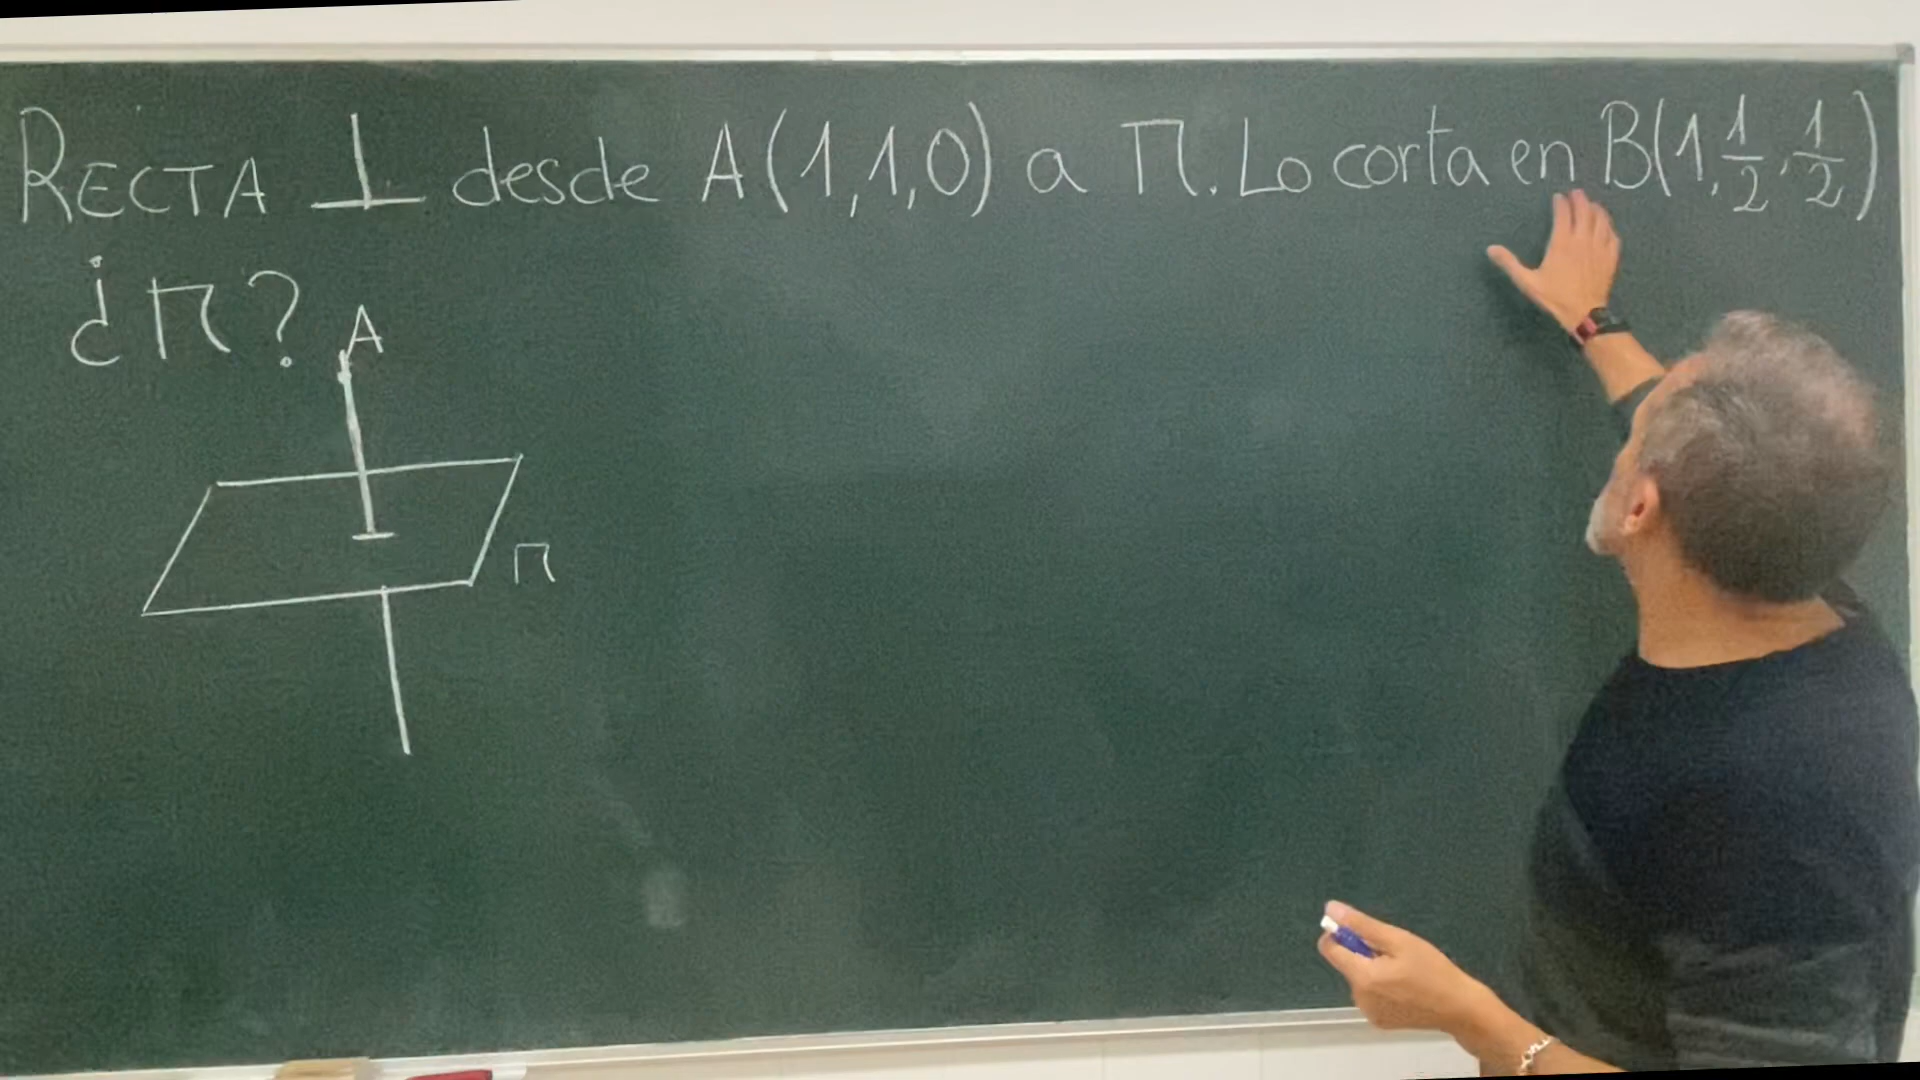 RECTA ⊥ desde A(1,1,0) a Π. Lo corta en B(1,1/2,1/2)
¿Π?
A
Π